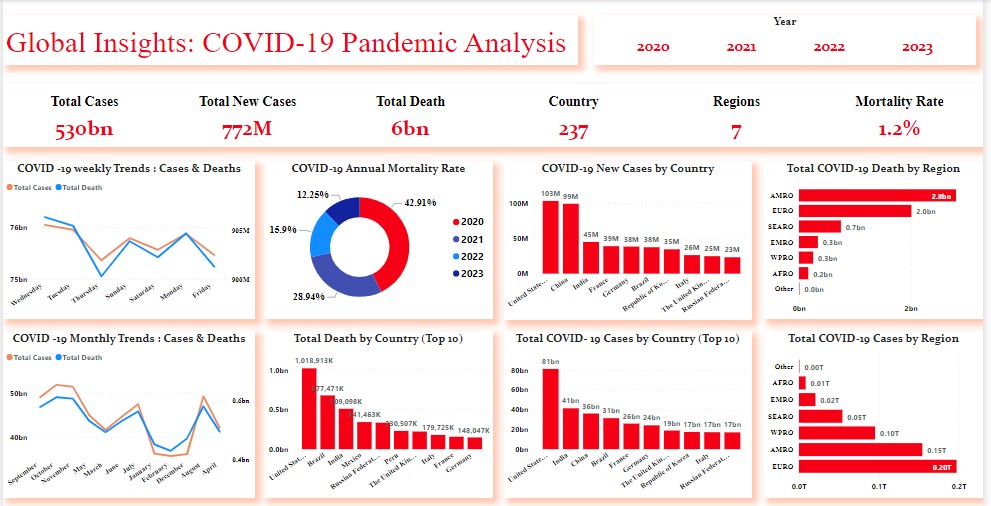 Global Insights: COVID-19 Pandemic Analysis
Year
2020 2021 2022 2023
Total Cases
530bn
Total New Cases
772M
Total Death
6bn
Country
237
Regions
7
Mortality Rate
1.2%
COVID -19 weekly Trends : Cases & Deaths
Total Cases Total Death
76bn
75bn
905M
900M
Wednesday
Tuesday
Thursday
Sunday
Saturday
Monday
Friday
COVID-19 Annual Mortality Rate
12.25%
42.91%
15.9%
28.94%
2020
2021
2022
2023
COVID-19 New Cases by Country
100M
50M
0M
103M 99M 45M 39M 38M 38M 35M 26M 25M 23M
United State...
China
India
France
Germany
Brazil
Republic of Ko...
Italy
The United Kin...
Russian Federa...
Total COVID-19 Death by Region
AMRO 2.8bn
EURO 2.0bn
SEARO 0.7bn
EMRO 0.3bn
WPRO 0.3bn
AFRO 0.2bn
Other 0.0bn
0bn 2bn
COVID -19 Monthly Trends : Cases & Deaths
Total Cases Total Death
50bn
40bn
0.6bn
0.4bn
September
October
November
May
March
June
July
January
February
December
August
April
Total Death by Country (Top 10)
1.0bn
0.5bn
0.0bn
1,018,913K
179,725K
148,047K
United Stat...
Brazil
India
Mexico
Russian Federat...
Peru
The United Kin...
Italy
France
Germany
Total COVID- 19 Cases by Country (Top 10)
80bn
60bn
40bn
20bn
0bn
81bn 41bn 36bn 31bn 26bn 24bn 19bn 17bn 17bn 17bn
United State...
India
China
Brazil
France
Germany
The United Kin...
Republic of Korea
Italy
Russian Federat...
Total COVID-19 Cases by Region
Other 0.00T
AFRO 0.01T
EMRO 0.02T
SEARO 0.05T
WPRO 0.10T
AMRO 0.15T
EURO 0.20T
0.0T 0.1T 0.2T